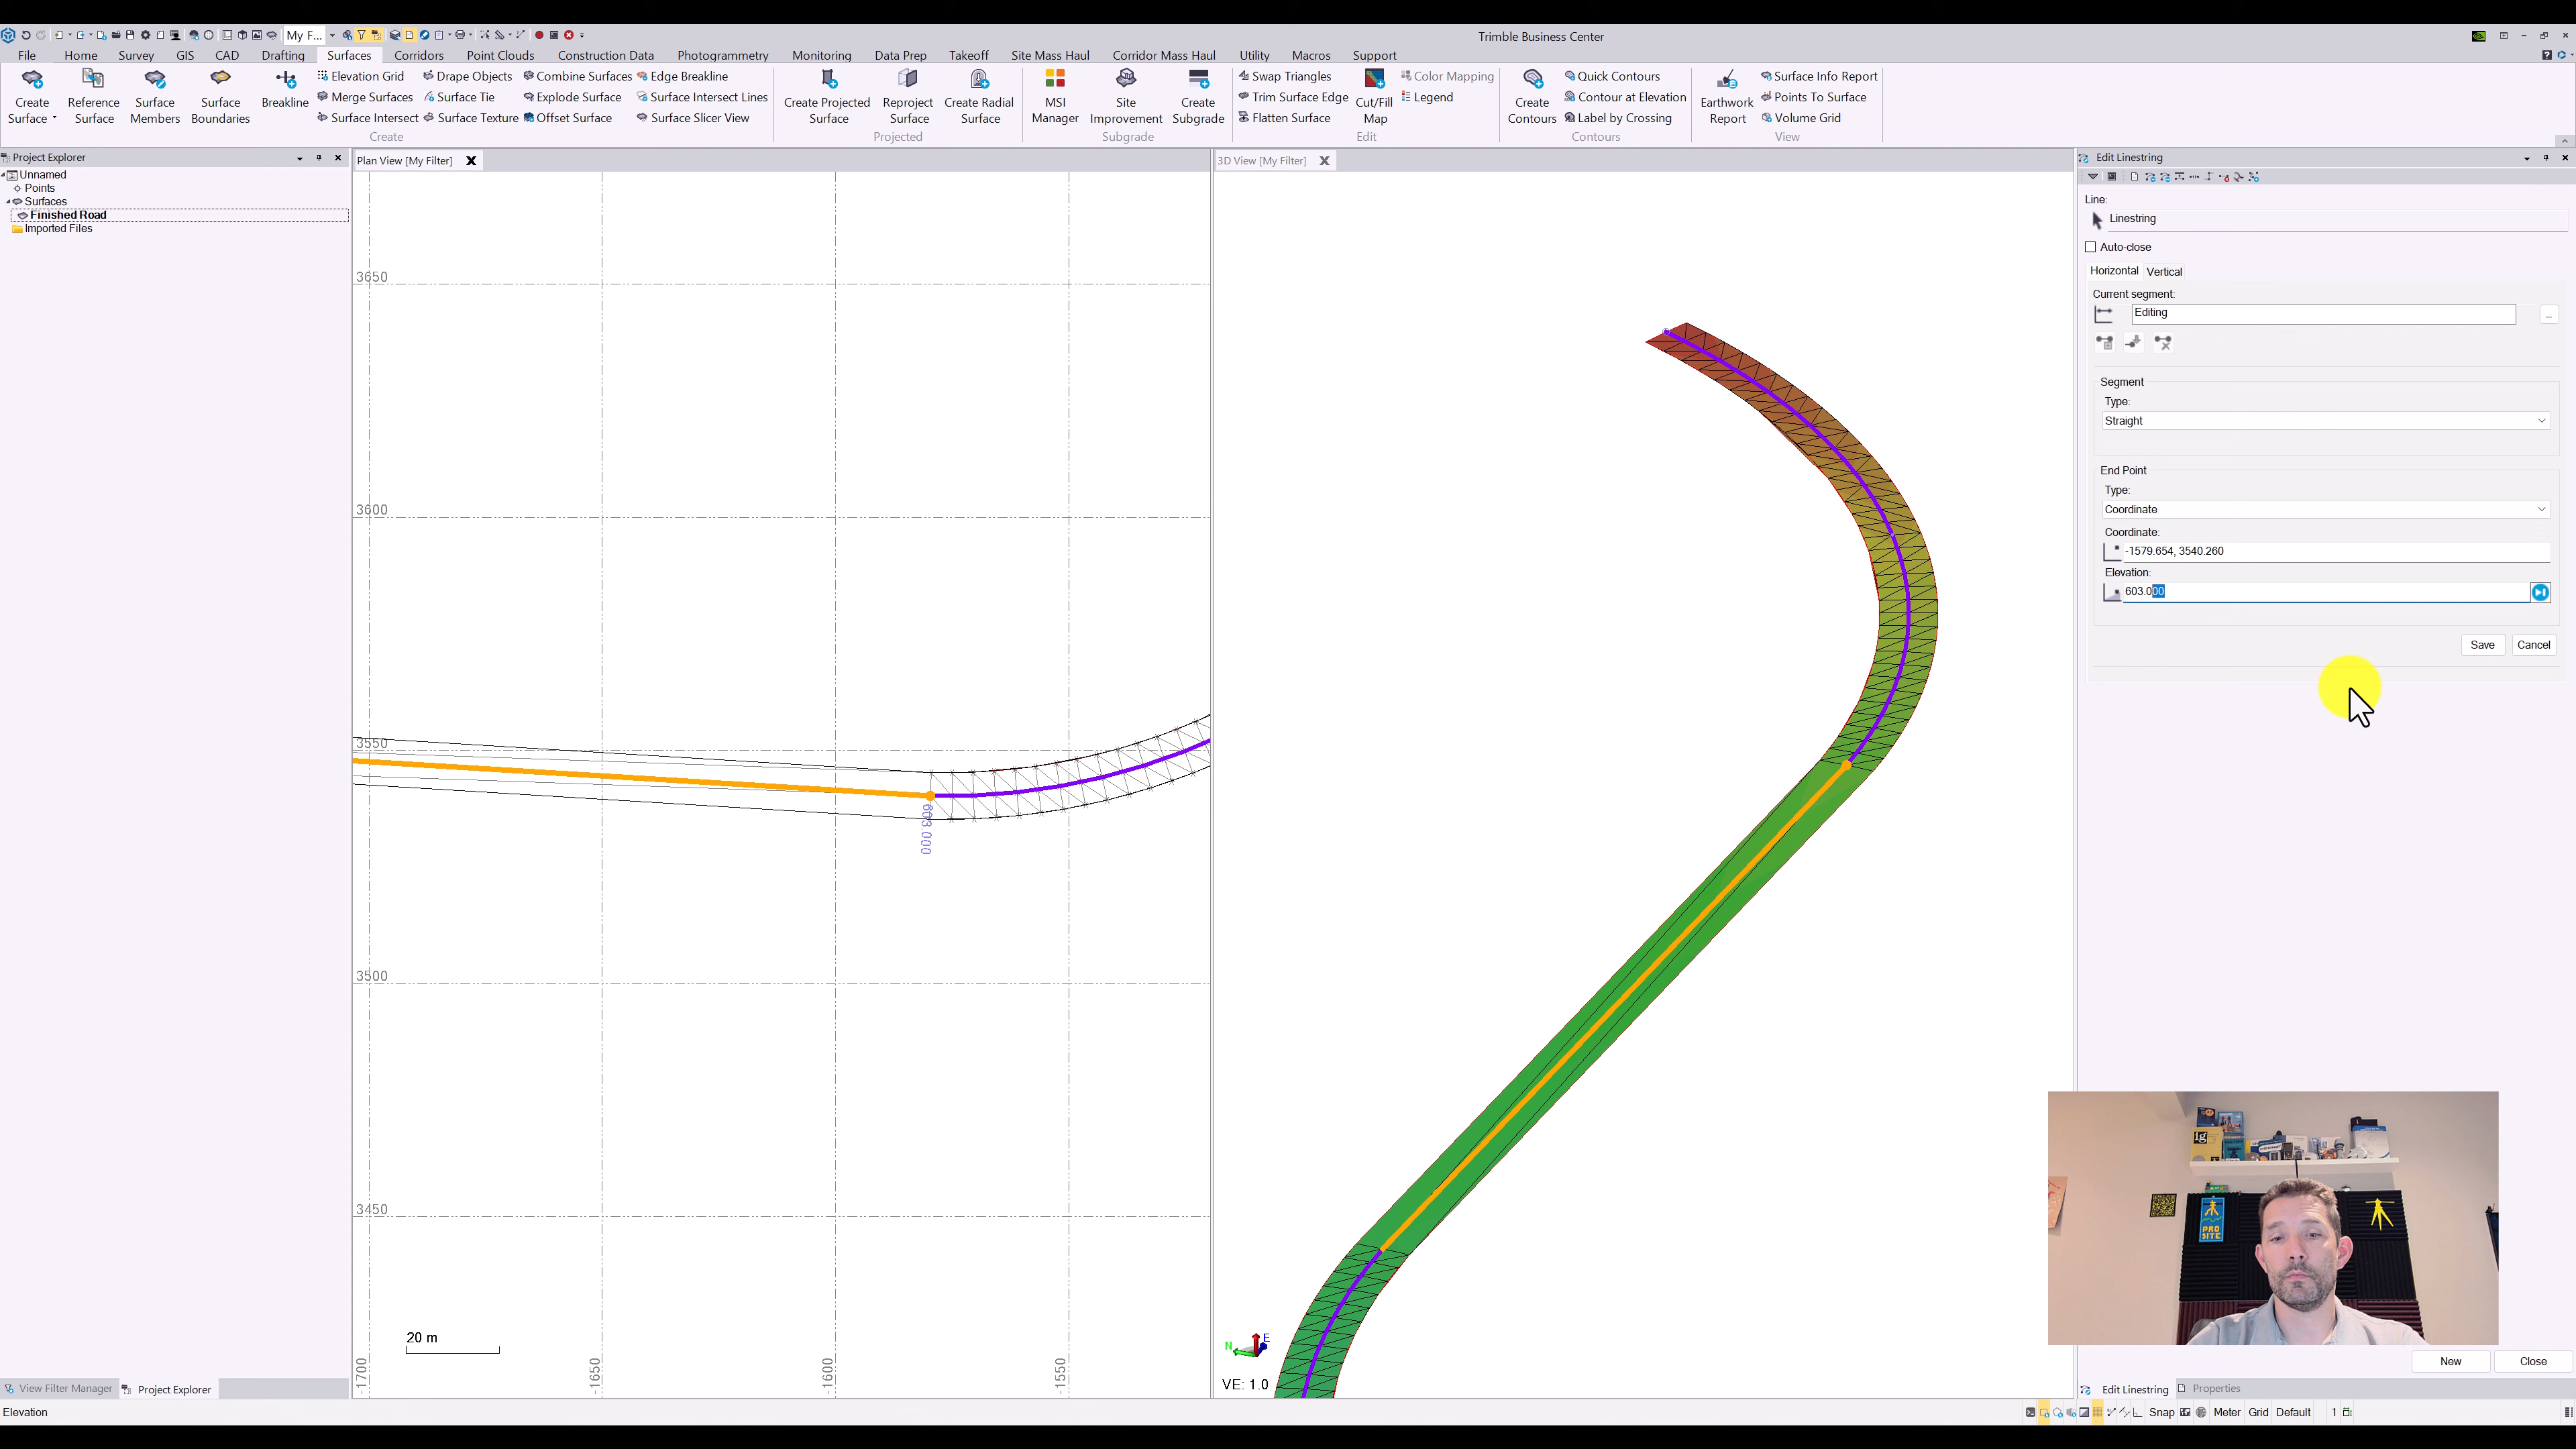 My F...
Trimble Business Center
File Home Survey GIS CAD Drafting Surfaces Corridors Point Clouds Construction Data Photogrammetry Monitoring Data Prep Takeoff Site Mass Haul Corridor Mass Haul Utility Macros Support
Create Surface
Reference Surface
Surface Members
Surface Boundaries
Breakline
Elevation Grid
Merge Surfaces
Surface Intersect
Drape Objects
Surface Tie
Surface Texture
Combine Surfaces
Explode Surface
Offset Surface
Edge Breakline
Surface Intersect Lines
Surface Slicer View
Create
Create Projected Surface
Reproject Surface
Create Radial Surface
Projected
MSI Manager
Site Improvement
Create Subgrade
Subgrade
Swap Triangles
Trim Surface Edge
Flatten Surface
Cut/Fill Map
Color Mapping
Legend
Edit
Create Contours
Quick Contours
Contour at Elevation
Label by Crossing
Contours
Earthwork Report
Surface Info Report
Points To Surface
Volume Grid
View
Project Explorer
Unnamed
Points
Surfaces
Finished Road
Imported Files
Plan View [My Filter]
3650
3600
3550
3500
3450
603.000
20 m
-1700
-1650
-1600
-1550
3D View [My Filter]
N
E
VE: 1.0
Edit Linestring
Line:
Linestring
Auto-close
Horizontal Vertical
Current segment:
Editing
...
Segment
Type:
Straight
End Point
Type:
Coordinate
Coordinate:
-1579.654, 3540.260
Elevation:
603.000
Save Cancel
PRO
SITE
New Close
View Filter Manager Project Explorer
Edit Linestring Properties
Elevation
Snap Meter Grid Default 1